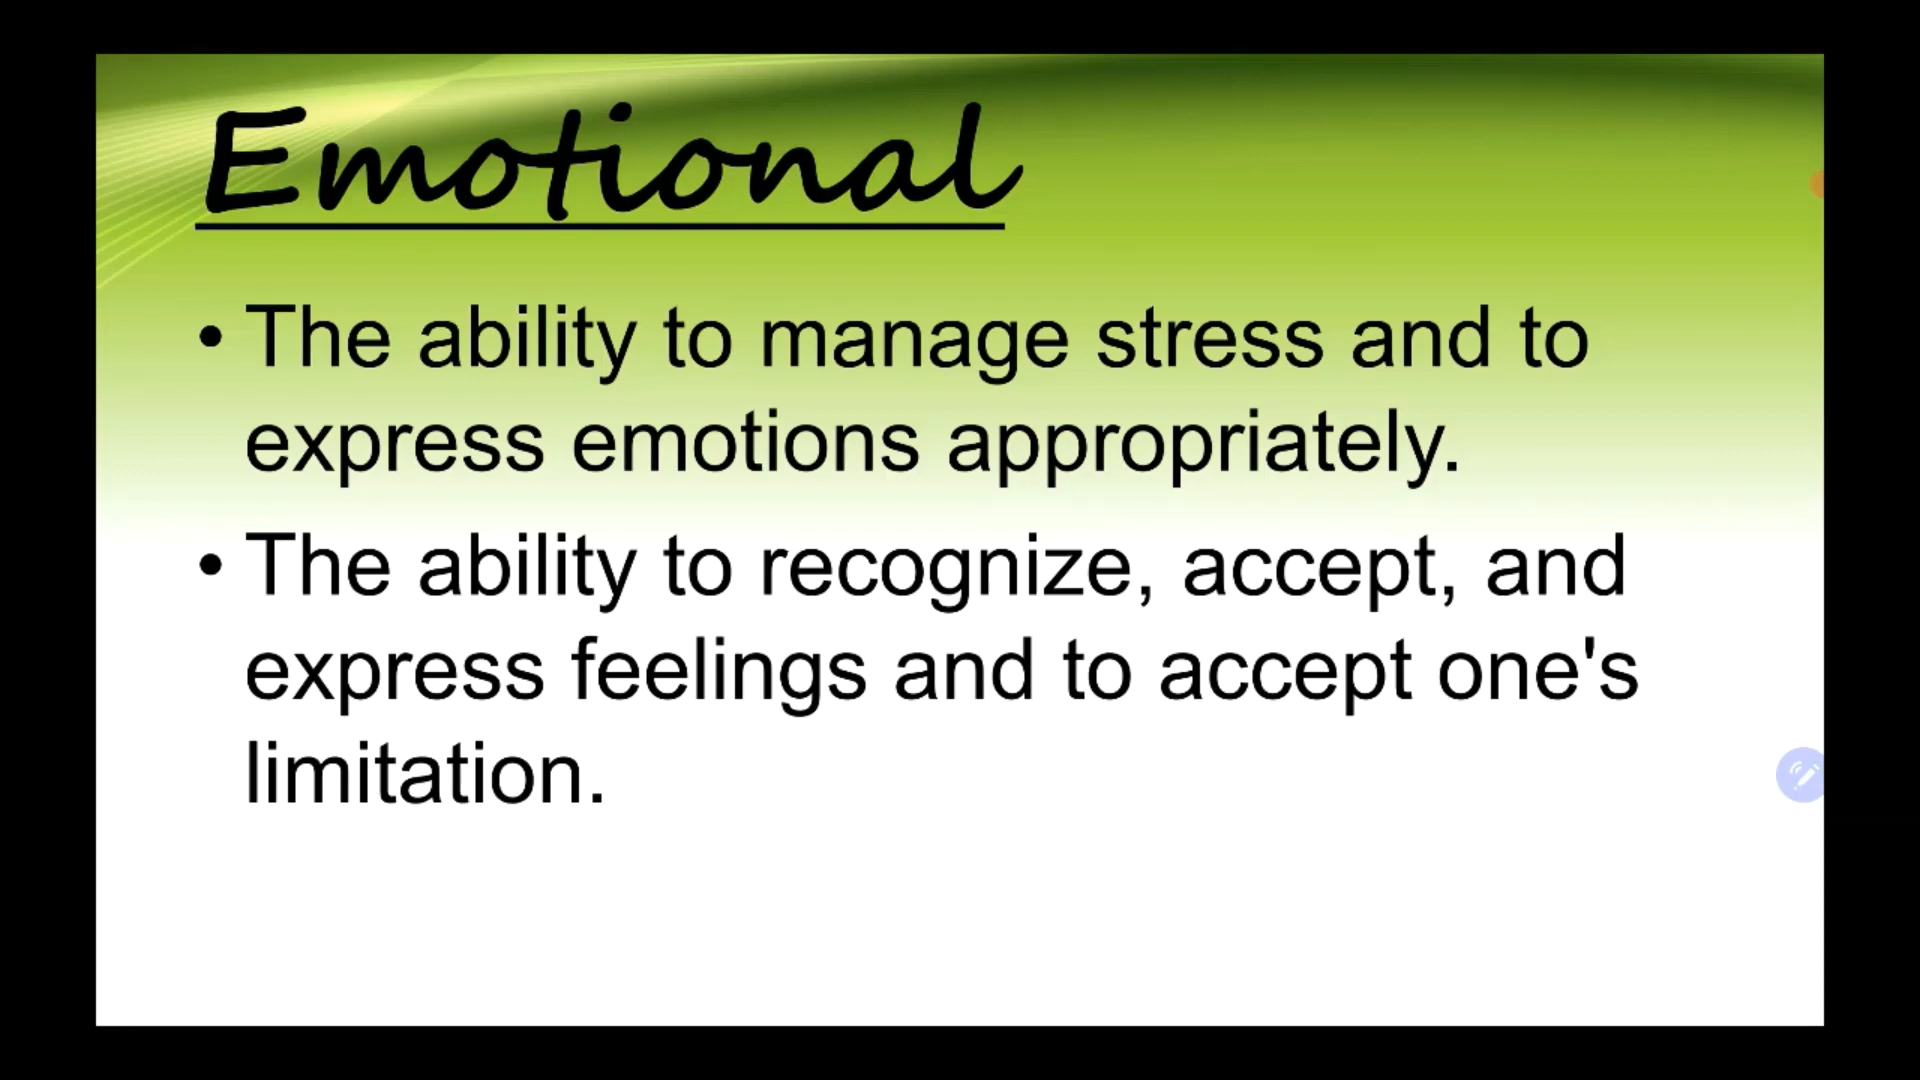 Emotional
• The ability to manage stress and to
express emotions appropriately.
• The ability to recognize, accept, and
express feelings and to accept one's
limitation.